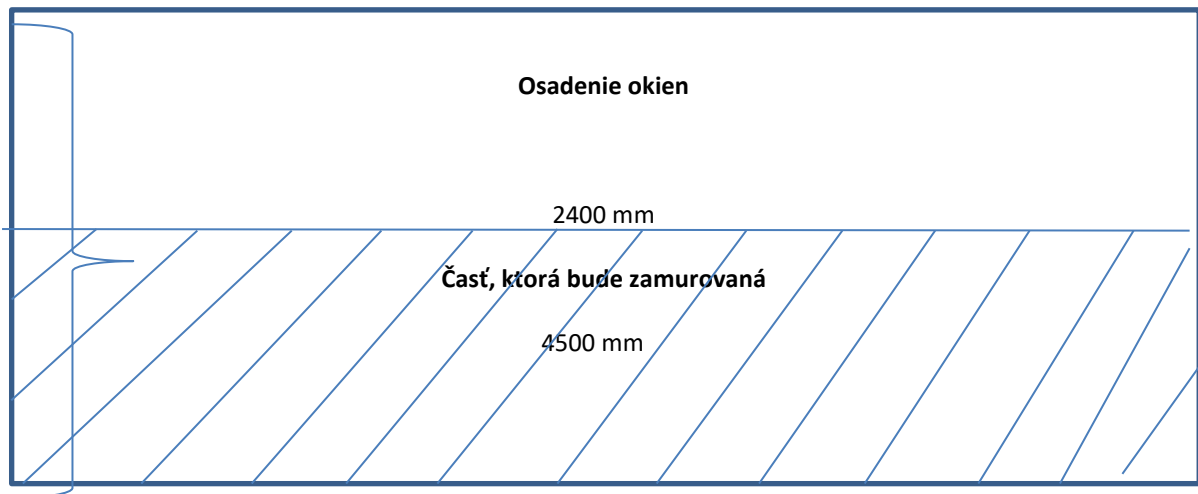 Osadenie okien
2400 mm
Časť, ktorá bude zamurovaná
4500 mm